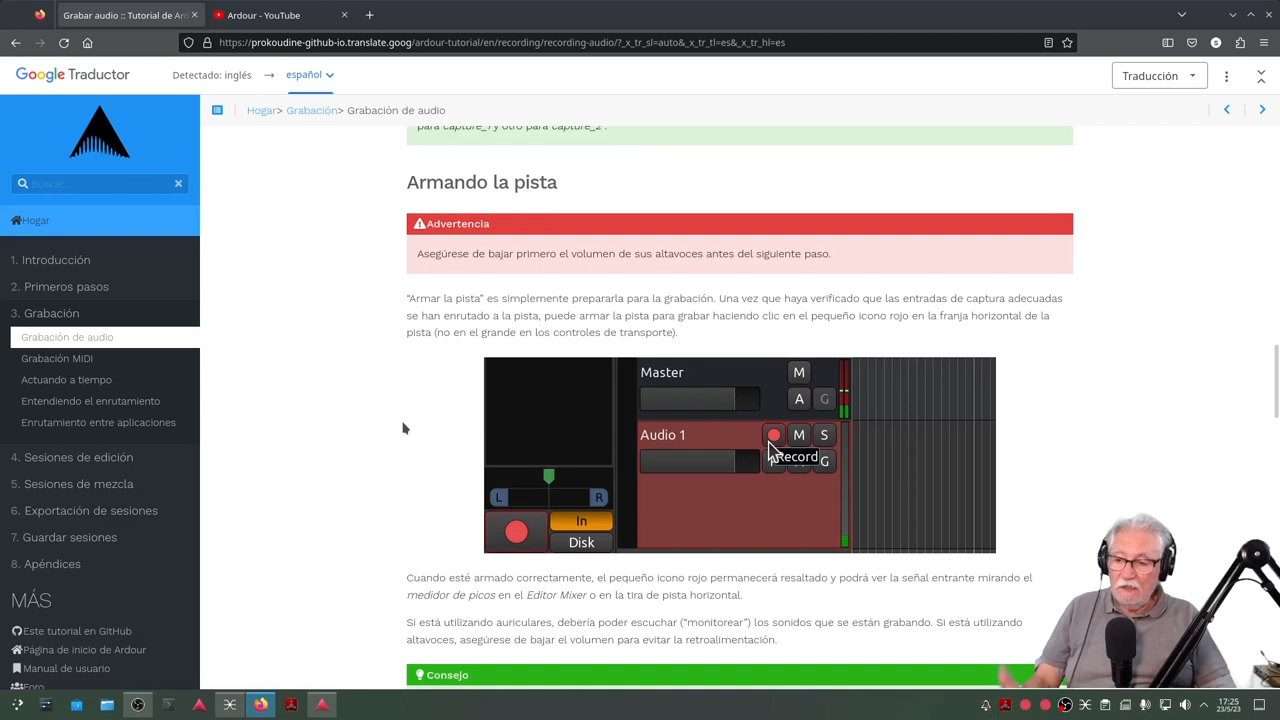 Grabar audio :: Tutorial de Ard
Ardour - YouTube
https://prokoudine-github-io.translate.goog/ardour-tutorial/en/recording/recording-audio/?_x_tr_sl=auto&_x_tr_tl=es&_x_tr_hl=es
Google Traductor
Detectado: inglés → español
Traducción
Hogar> Grabación> Grabación de audio
para capture_1 y otro para capture_2 .
Buscar...
Hogar
1. Introducción
2. Primeros pasos
3. Grabación
Grabación de audio
Grabación MIDI
Actuando a tiempo
Entendiendo el enrutamiento
Enrutamiento entre aplicaciones
4. Sesiones de edición
5. Sesiones de mezcla
6. Exportación de sesiones
7. Guardar sesiones
8. Apéndices
MÁS
Este tutorial en GitHub
Página de inicio de Ardour
Manual de usuario
Foro
Armando la pista
Advertencia
Asegúrese de bajar primero el volumen de sus altavoces antes del siguiente paso.
“Armar la pista” es simplemente prepararla para la grabación. Una vez que haya verificado que las entradas de captura adecuadas
se han enrutado a la pista, puede armar la pista para grabar haciendo clic en el pequeño icono rojo en la franja horizontal de la
pista (no en el grande en los controles de transporte).
Master M
A G
Audio 1 M S
Record G
L R
In
Disk
Cuando esté armado correctamente, el pequeño icono rojo permanecerá resaltado y podrá ver la señal entrante mirando el
medidor de picos en el Editor Mixer o en la tira de pista horizontal.
Si está utilizando auriculares, debería poder escuchar (“monitorear”) los sonidos que se están grabando. Si está utilizando
altavoces, asegúrese de bajar el volumen para evitar la retroalimentación.
Consejo
17:25
23/5/23